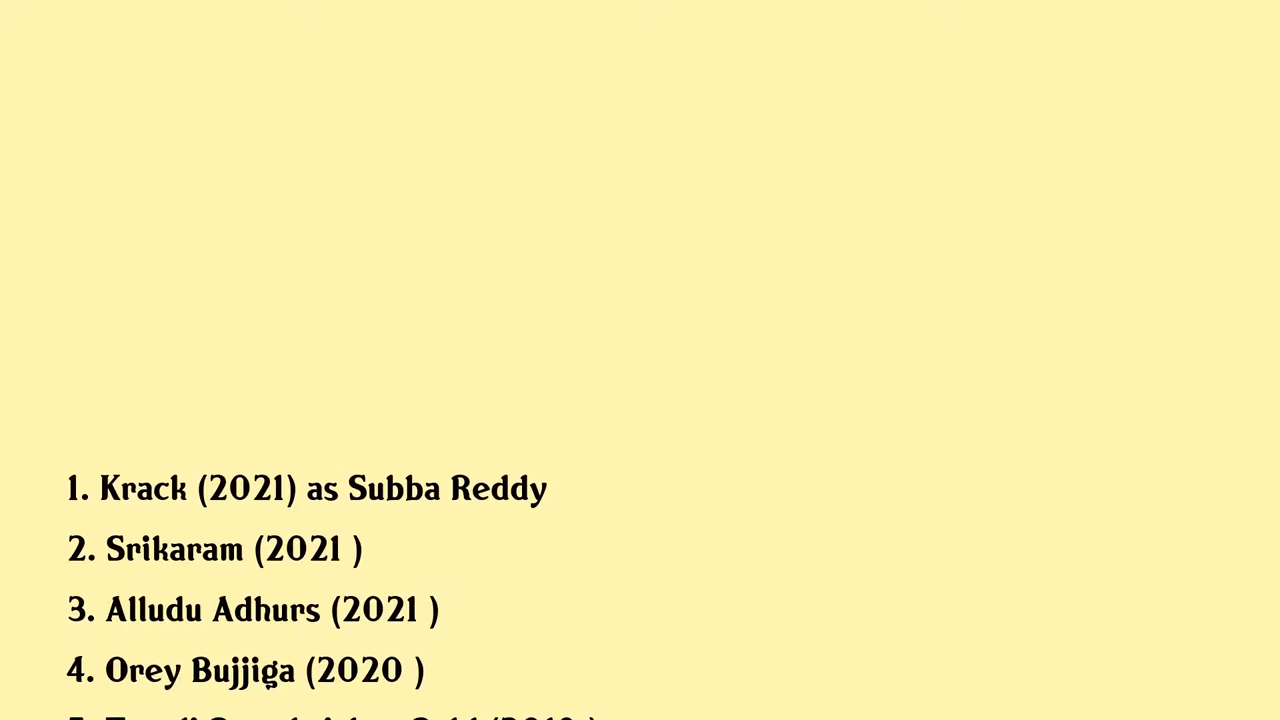 1. Krack (2021) as Subba Reddy
2. Srikaram (2021 )
3. Alludu Adhurs (2021 )
4. Orey Bujjiga (2020 )